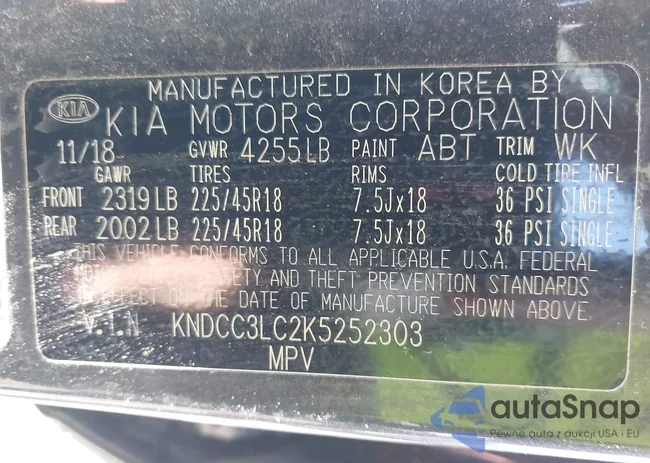 MANUFACTURED IN KOREA BY
KIA KIA MOTORS CORPORATION
11/18 GVWR 4255LB PAINT ABT TRIM WK
GAWR TIRES RIMS COLD TIRE INFL
FRONT 2319LB 225/45R18 7.5Jx18 36 PSI SINGLE
REAR 2002LB 225/45R18 7.5Jx18 36 PSI SINGLE
THIS VEHICLE CONFORMS TO ALL APPLICABLE U.S.A. FEDERAL
SAFETY AND THEFT PREVENTION STANDARDS
EFFECT ON THE DATE OF MANUFACTURE SHOWN ABOVE.
V.I.N KNDCC3LC2K5252303
MPV
autaSnap
Pewne auta z aukcji USA i EU